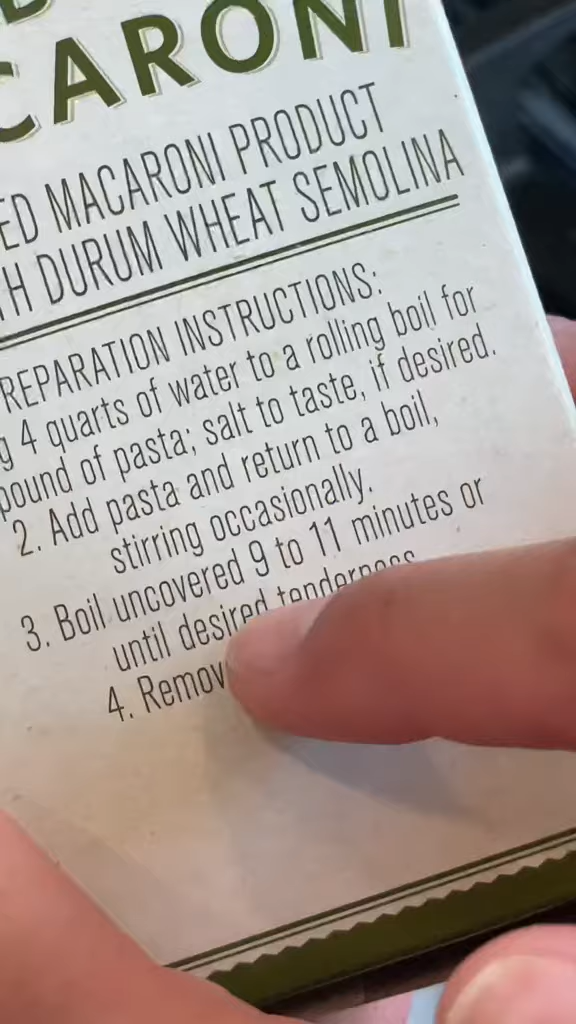 CARONI
ED MACARONI PRODUCT
TH DURUM WHEAT SEMOLINA
REPARATION INSTRUCTIONS:
g 4 quarts of water to a rolling boil for
pound of pasta; salt to taste, if desired.
2. Add pasta and return to a boil,
stirring occasionally.
3. Boil uncovered 9 to 11 minutes or
until desired tenderness
4. Remov